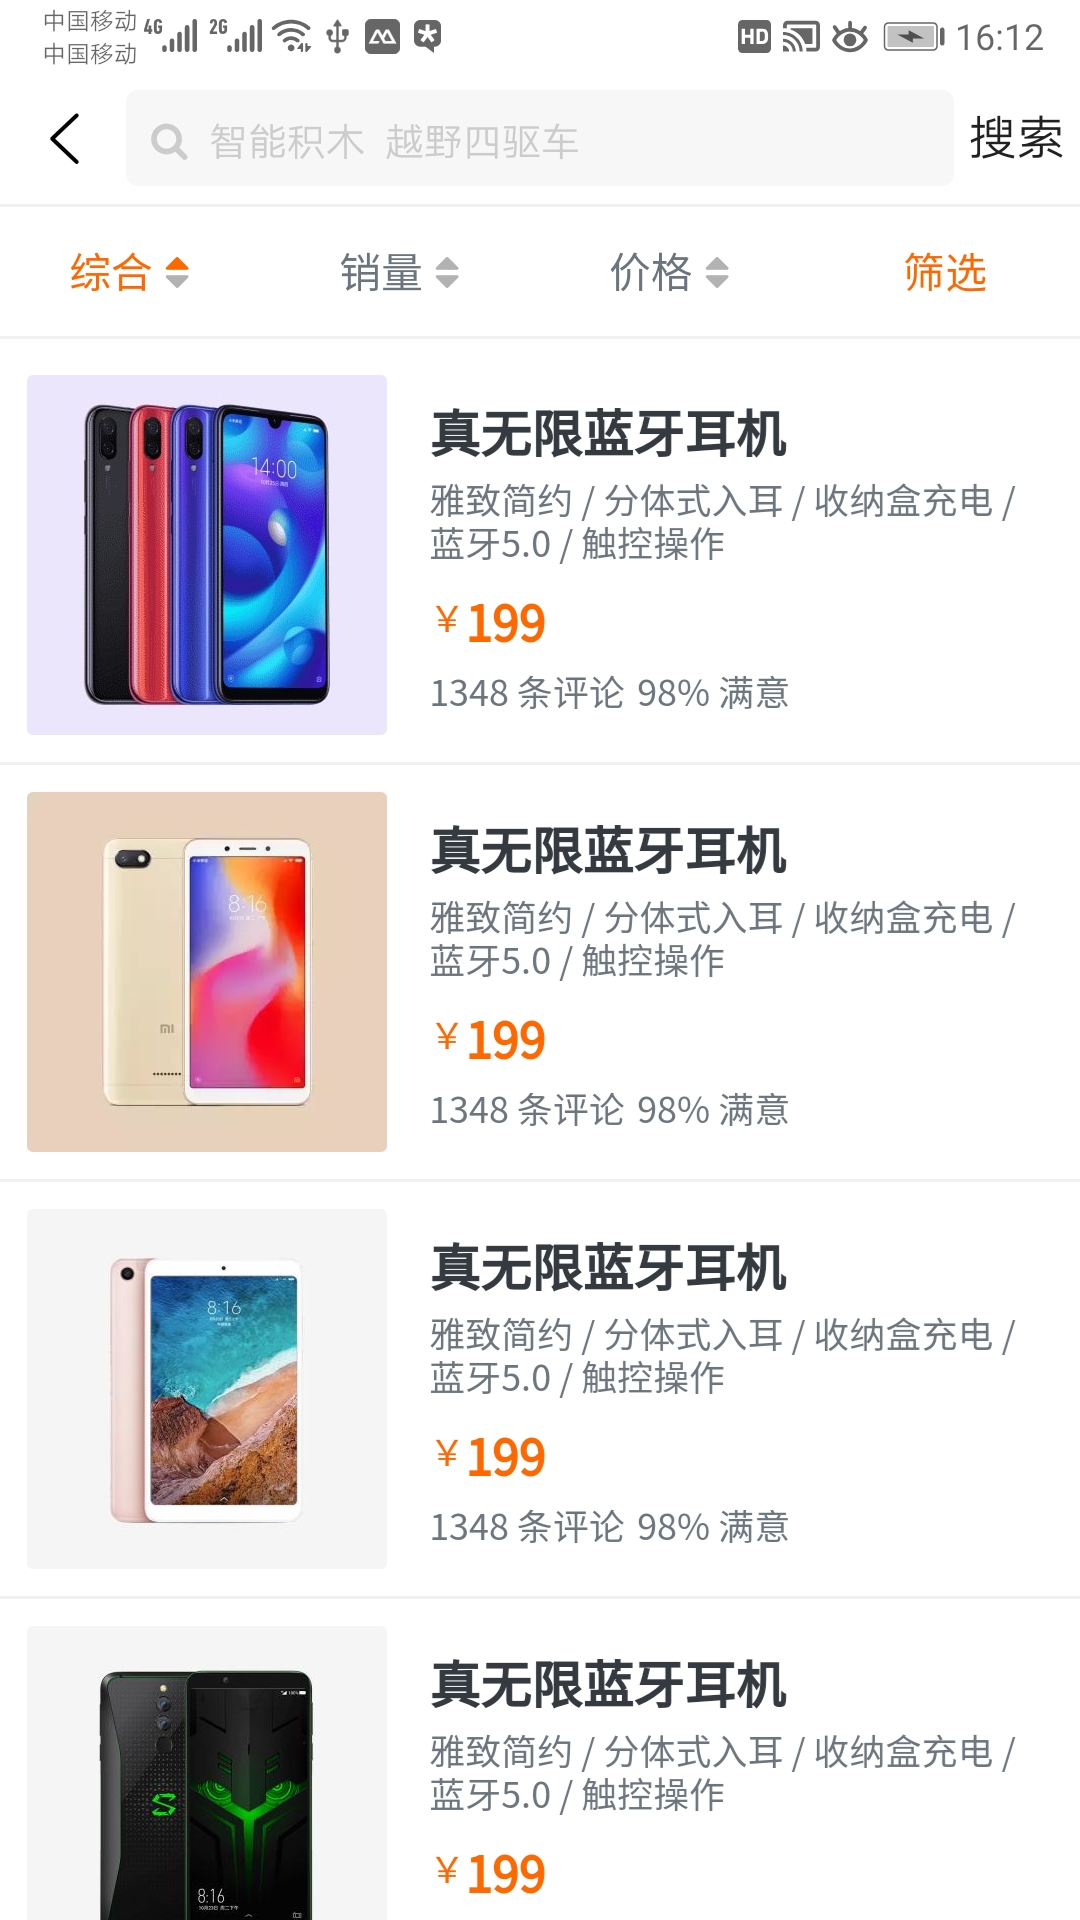 中国移动 4G 2G HD 16:12
中国移动
智能积木 越野四驱车 搜索
综合 销量 价格 筛选
14:00
真无限蓝牙耳机
雅致简约 / 分体式入耳 / 收纳盒充电 /
蓝牙5.0 / 触控操作
￥199
1348 条评论 98% 满意
8:16
mi
真无限蓝牙耳机
雅致简约 / 分体式入耳 / 收纳盒充电 /
蓝牙5.0 / 触控操作
￥199
1348 条评论 98% 满意
8:16
真无限蓝牙耳机
雅致简约 / 分体式入耳 / 收纳盒充电 /
蓝牙5.0 / 触控操作
￥199
1348 条评论 98% 满意
8:16
真无限蓝牙耳机
雅致简约 / 分体式入耳 / 收纳盒充电 /
蓝牙5.0 / 触控操作
￥199